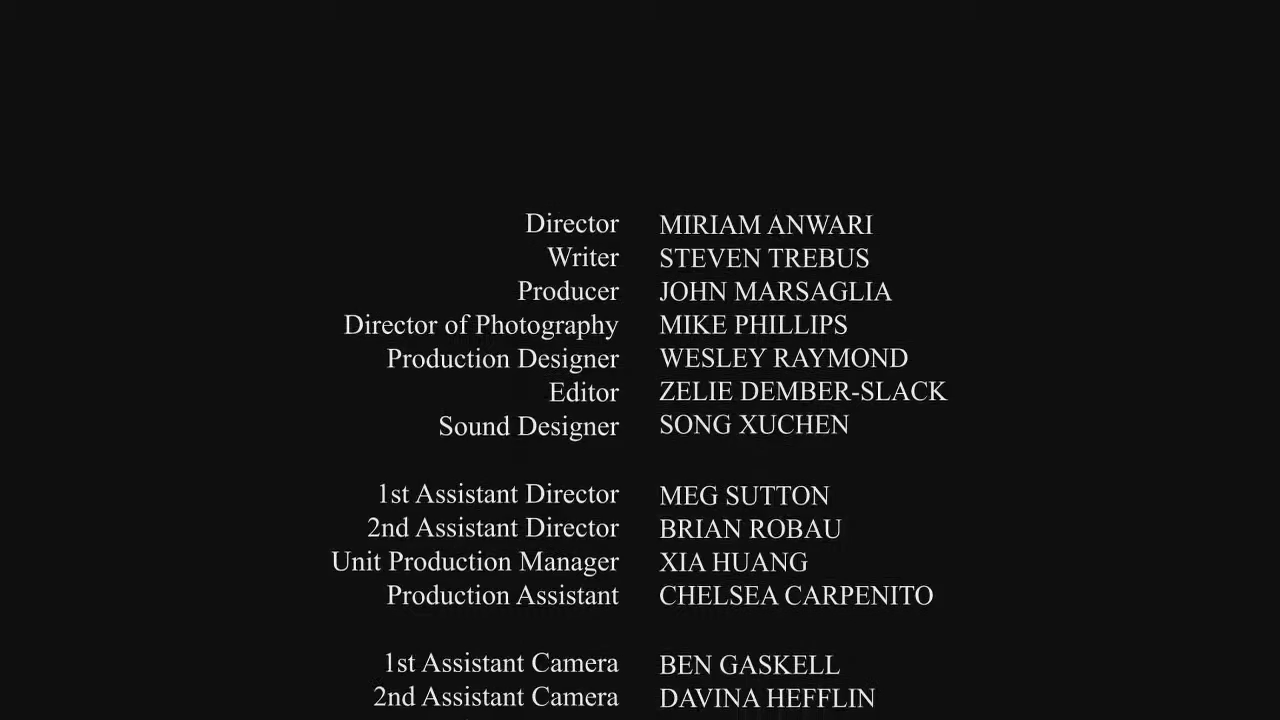 Director MIRIAM ANWARI
Writer STEVEN TREBUS
Producer JOHN MARSAGLIA
Director of Photography MIKE PHILLIPS
Production Designer WESLEY RAYMOND
Editor ZELIE DEMBER-SLACK
Sound Designer SONG XUCHEN
1st Assistant Director MEG SUTTON
2nd Assistant Director BRIAN ROBAU
Unit Production Manager XIA HUANG
Production Assistant CHELSEA CARPENITO
1st Assistant Camera BEN GASKELL
2nd Assistant Camera DAVINA HEFFLIN